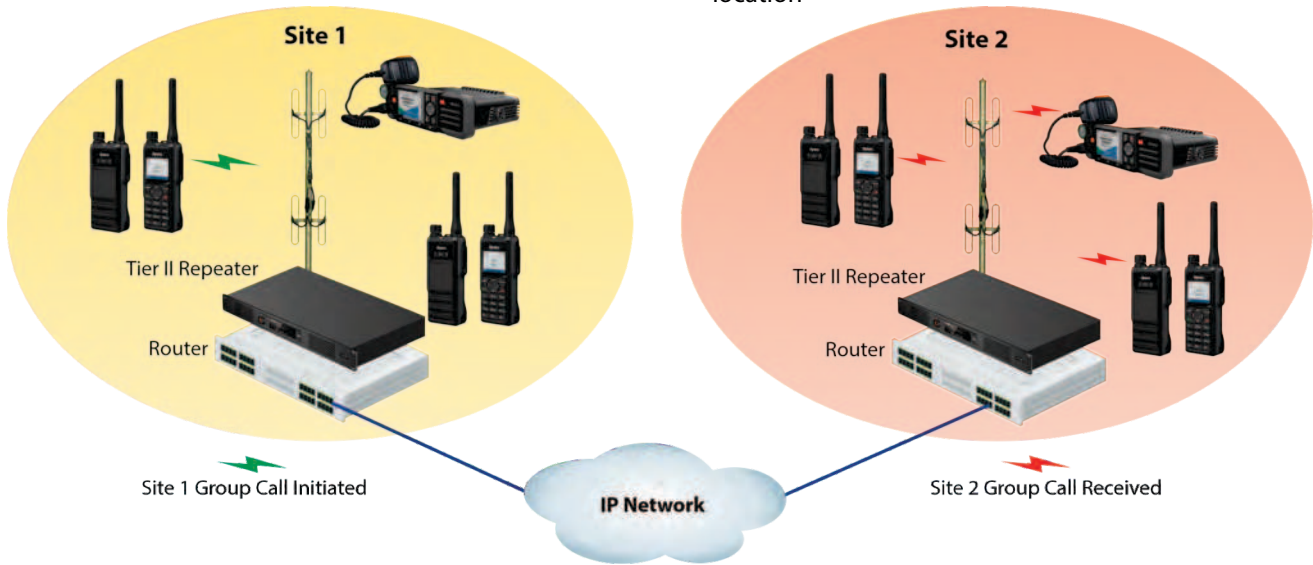 location
Site 1
Site 2
Tier II Repeater
Tier II Repeater
Router
Router
Site 1 Group Call Initiated
Site 2 Group Call Received
IP Network